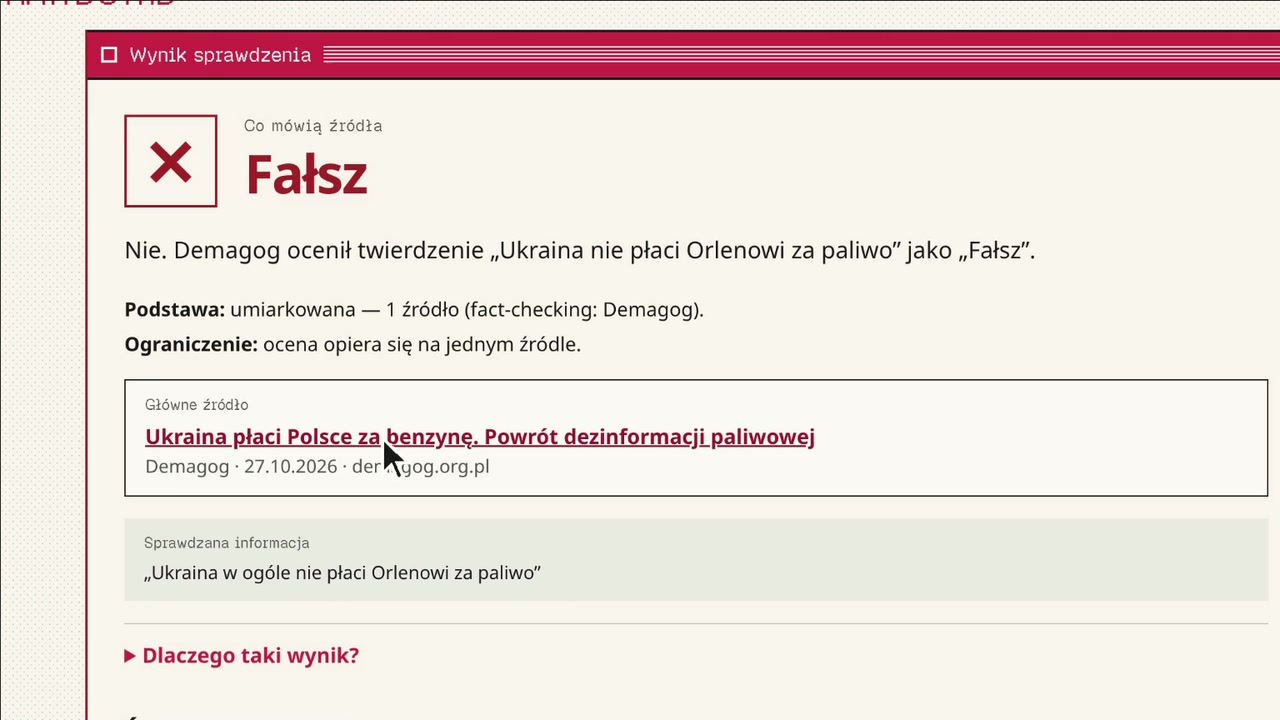 Wynik sprawdzenia
Co mówią źródła
Fałsz
Nie. Demagog ocenił twierdzenie „Ukraina nie płaci Orlenowi za paliwo” jako „Fałsz”.
Podstawa: umiarkowana — 1 źródło (fact-checking: Demagog).
Ograniczenie: ocena opiera się na jednym źródle.
Główne źródło
Ukraina płaci Polsce za benzynę. Powrót dezinformacji paliwowej
Demagog · 27.10.2026 · demagog.org.pl
Sprawdzana informacja
„Ukraina w ogóle nie płaci Orlenowi za paliwo”
Dlaczego taki wynik?